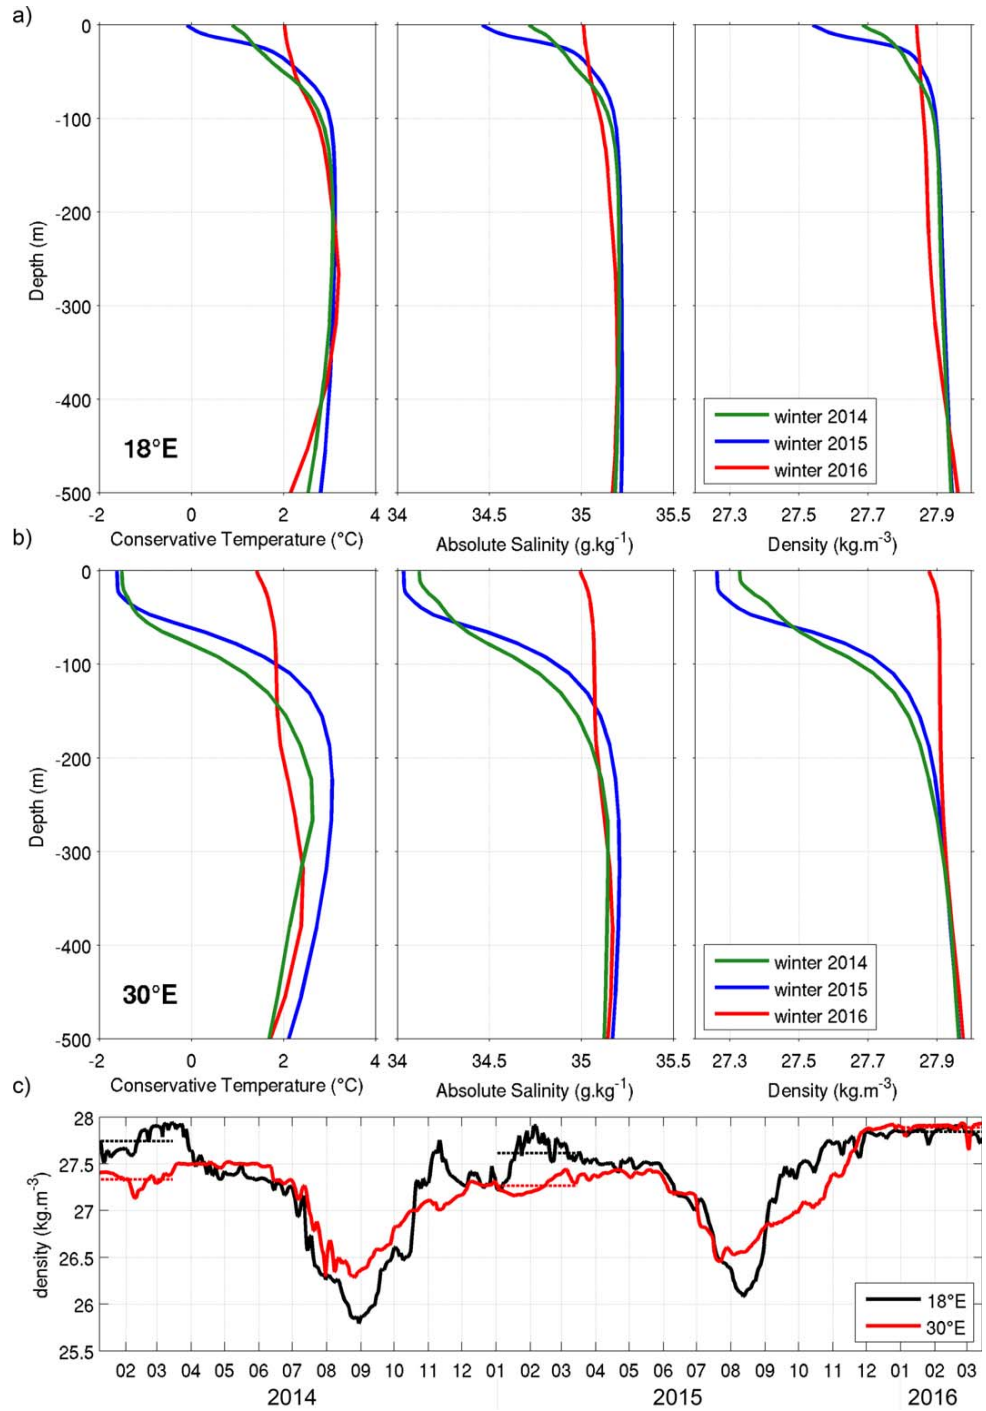 a)
0
-100
-200
-300
-400
-500
Depth (m)
18°E
-2 0 2 4
Conservative Temperature (°C)
34 34.5 35 35.5
Absolute Salinity (g.kg-1)
winter 2014
winter 2015
winter 2016
27.3 27.5 27.7 27.9
Density (kg.m-3)
b)
0
-100
-200
-300
-400
-500
Depth (m)
30°E
-2 0 2 4
Conservative Temperature (°C)
34 34.5 35 35.5
Absolute Salinity (g.kg-1)
winter 2014
winter 2015
winter 2016
27.3 27.5 27.7 27.9
Density (kg.m-3)
c)
28
27.5
27
26.5
26
25.5
density (kg.m-3)
18°E
30°E
02 03 04 05 06 07 08 09 10 11 12 01 02 03 04 05 06 07 08 09 10 11 12 01 02 03
2014 2015 2016